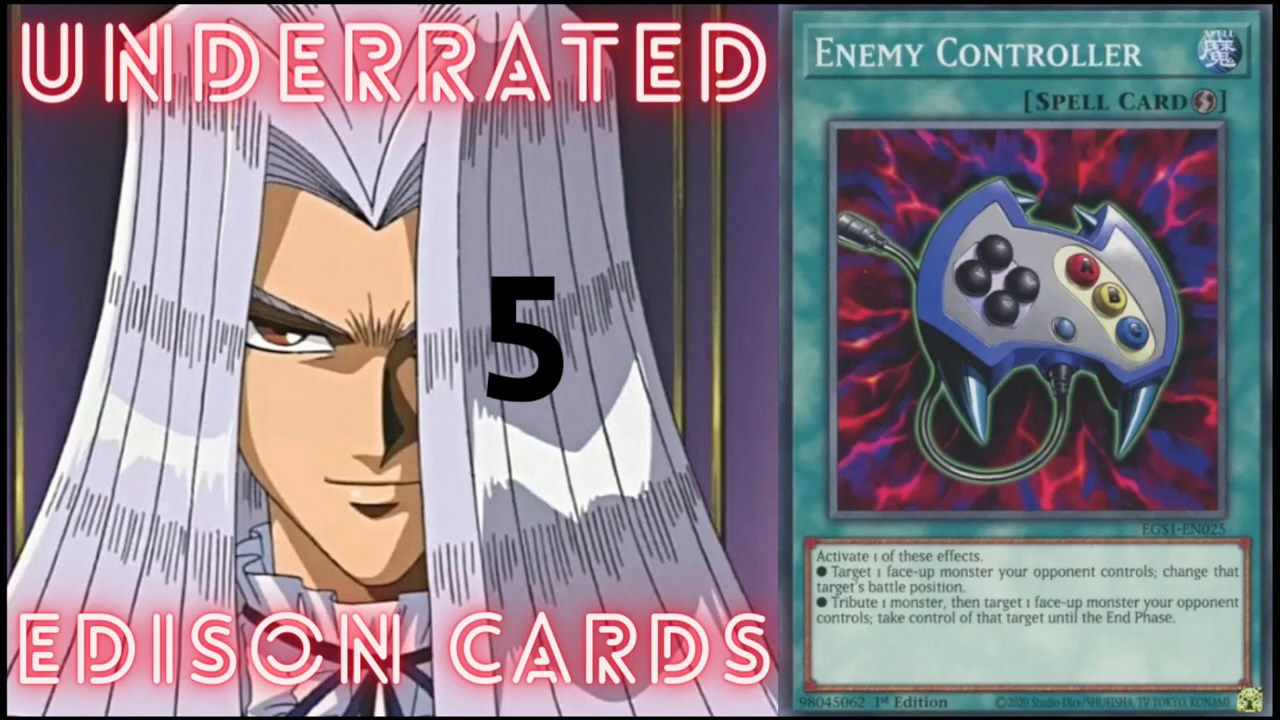 UNDERRATED
5
EDISON CARDS
ENEMY CONTROLLER
[SPELL CARD]
A
B
C
EGS1-EN025
Activate 1 of these effects.
● Target 1 face-up monster your opponent controls; change that
target's battle position.
● Tribute 1 monster, then target 1 face-up monster your opponent
controls; take control of that target until the End Phase.
98045062 1st Edition
©2020 Studio Dice/SHUEISHA, TV TOKYO, KONAMI